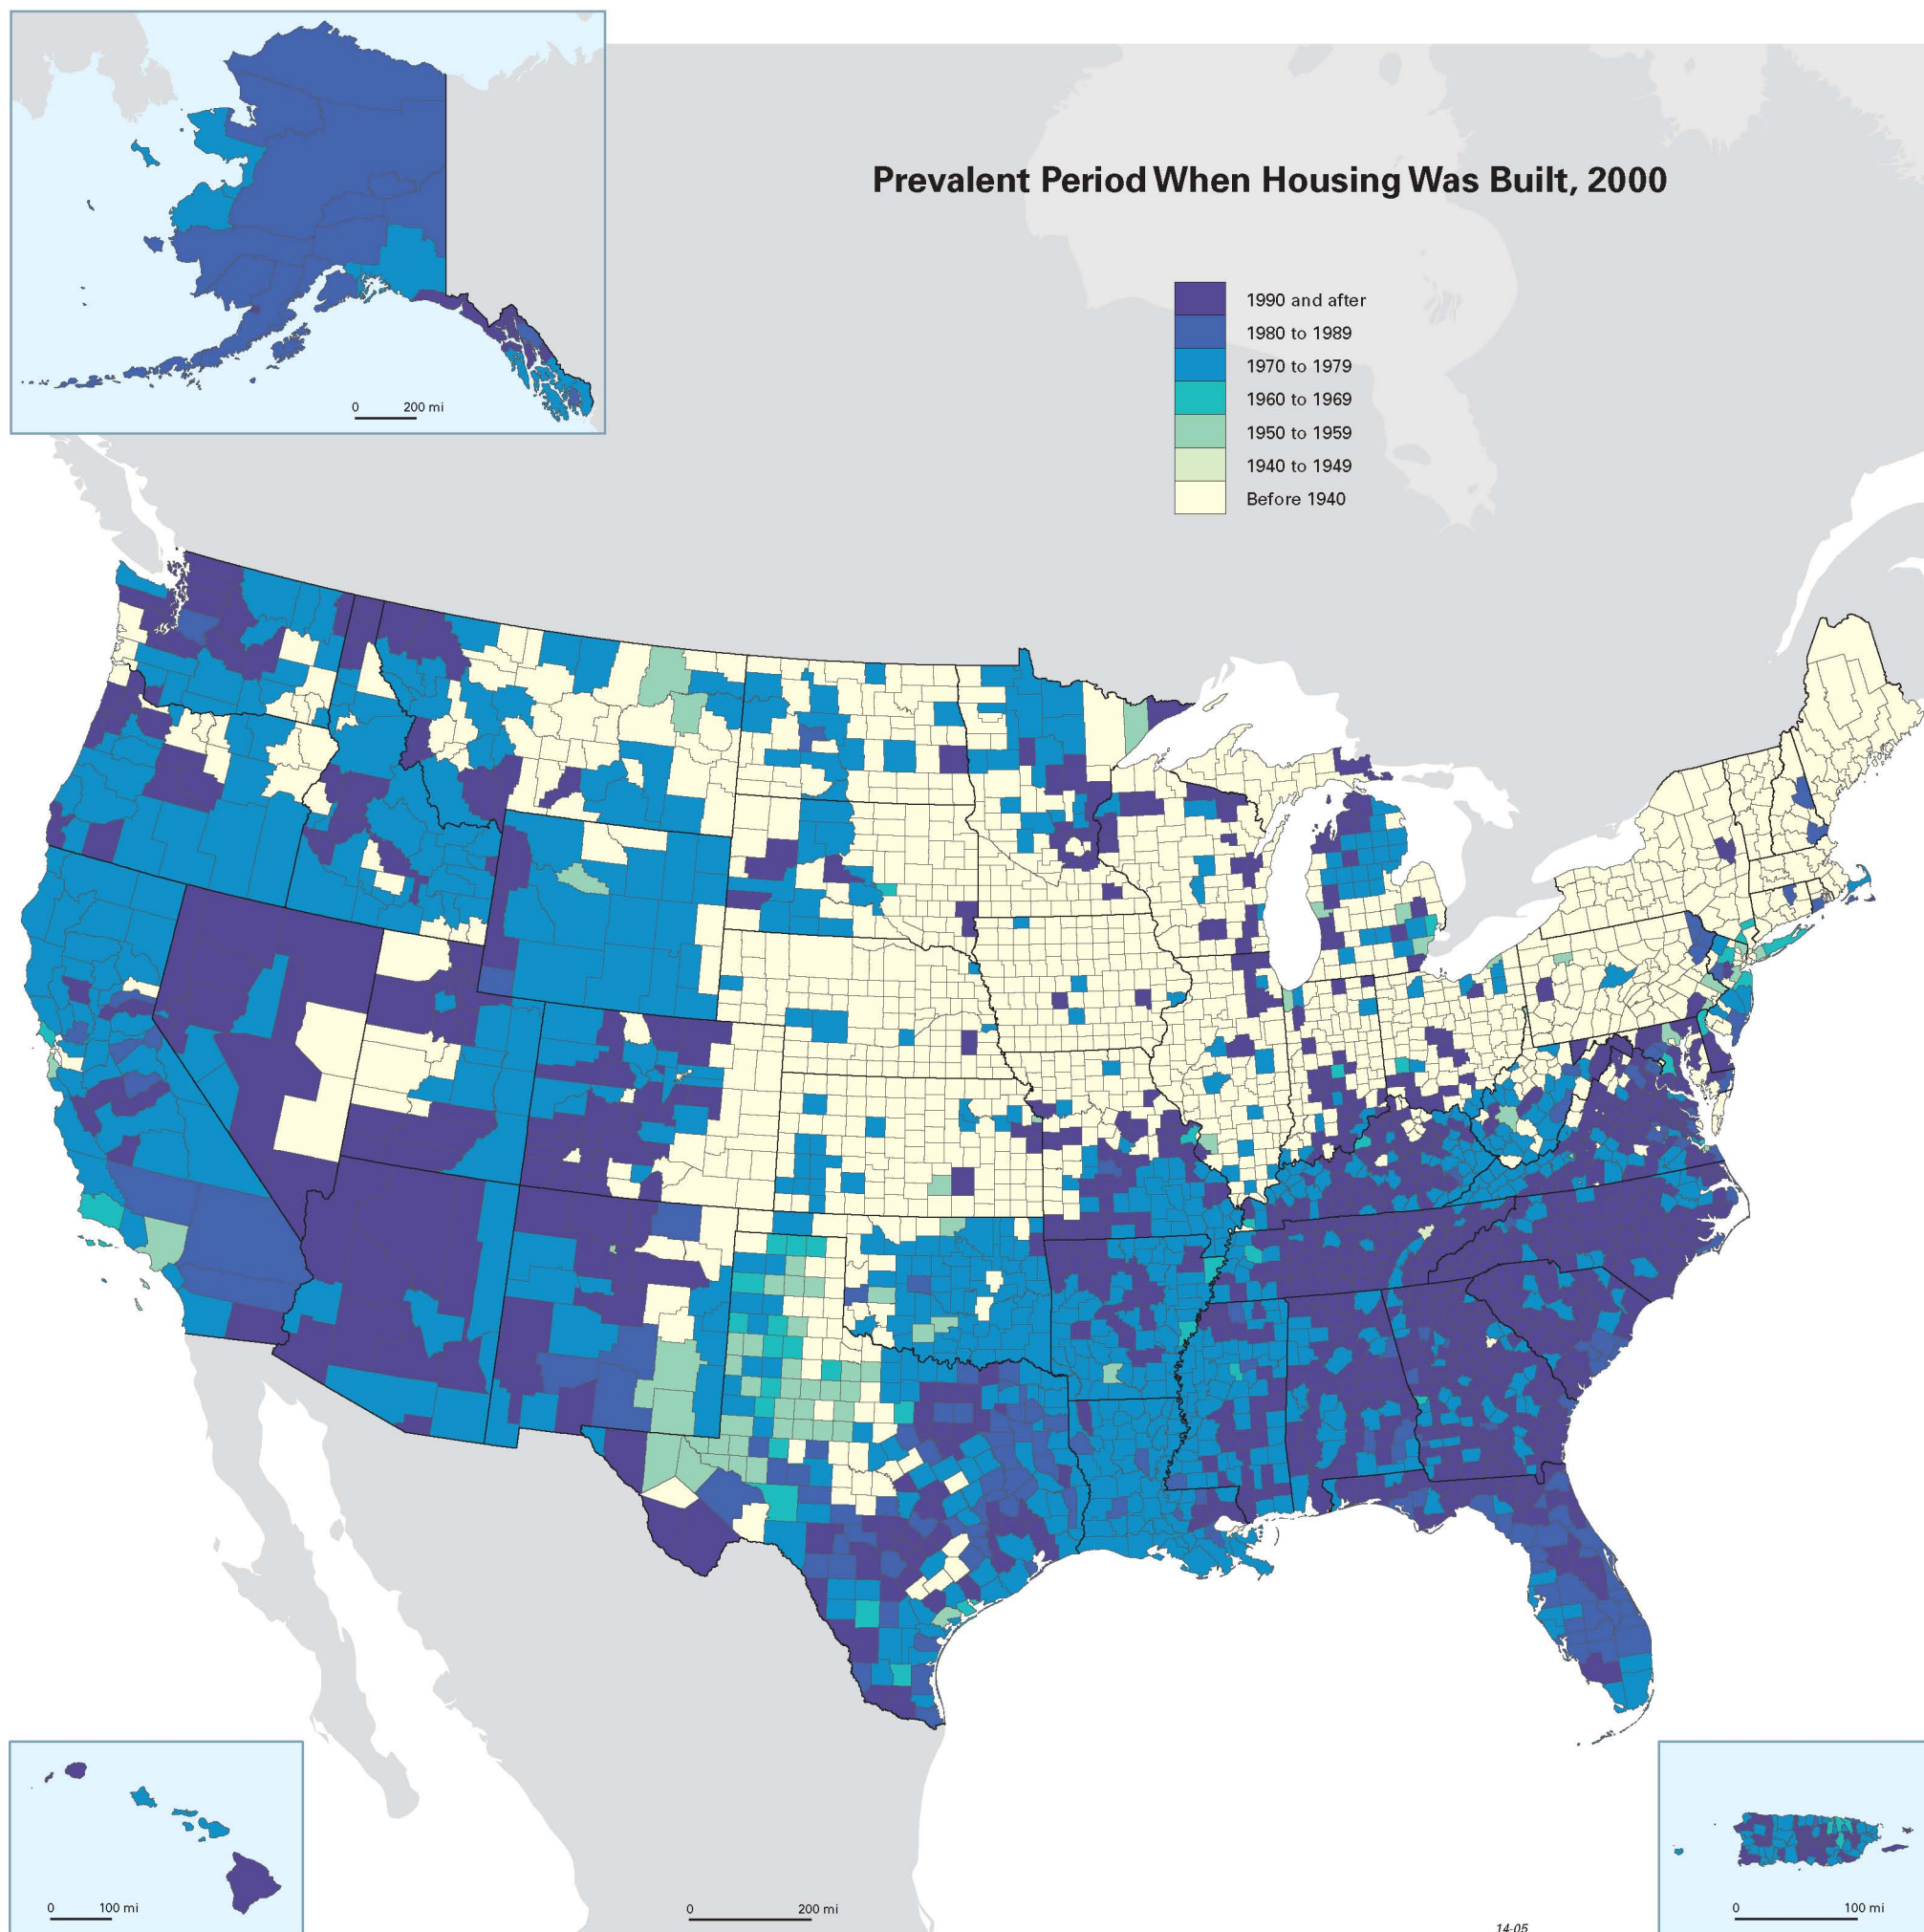 Prevalent Period When Housing Was Built, 2000
1990 and after
1980 to 1989
1970 to 1979
1960 to 1969
1950 to 1959
1940 to 1949
Before 1940
0 200 mi
0 100 mi
0 200 mi
0 100 mi
14-05